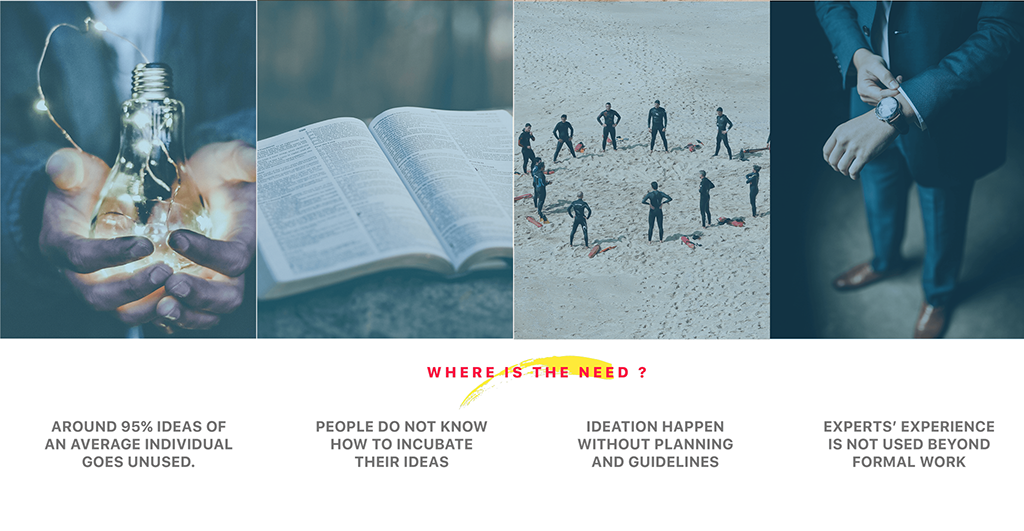 WHERE IS THE NEED ?
AROUND 95% IDEAS OF
AN AVERAGE INDIVIDUAL
GOES UNUSED.
PEOPLE DO NOT KNOW
HOW TO INCUBATE
THEIR IDEAS
IDEATION HAPPEN
WITHOUT PLANNING
AND GUIDELINES
EXPERTS’ EXPERIENCE
IS NOT USED BEYOND
FORMAL WORK